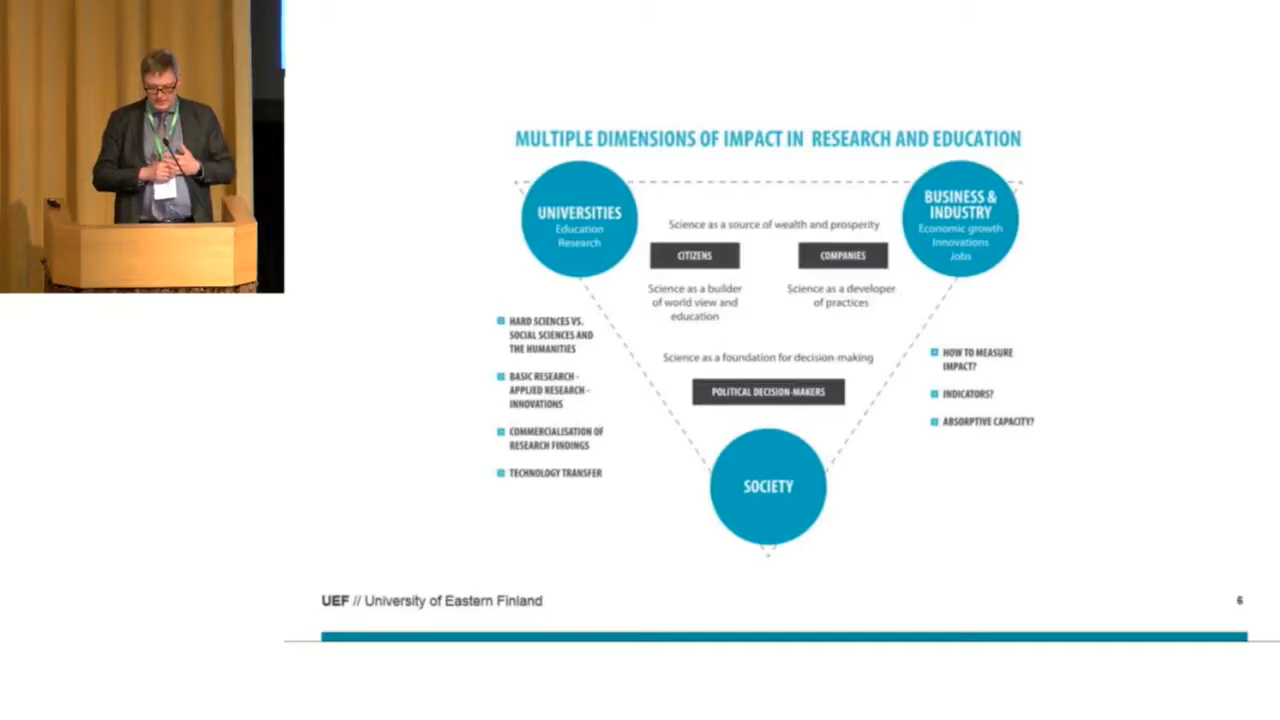 MULTIPLE DIMENSIONS OF IMPACT IN RESEARCH AND EDUCATION
UNIVERSITIES
Education
Research
BUSINESS &
INDUSTRY
Economic growth
Innovations
Jobs
Science as a source of wealth and prosperity
CITIZENS
COMPANIES
Science as a builder
of world view and
education
Science as a developer
of practices
HARD SCIENCES VS.
SOCIAL SCIENCES AND
THE HUMANITIES
BASIC RESEARCH -
APPLIED RESEARCH -
INNOVATIONS
COMMERCIALISATION OF
RESEARCH FINDINGS
TECHNOLOGY TRANSFER
Science as a foundation for decision-making
POLITICAL DECISION-MAKERS
HOW TO MEASURE
IMPACT?
INDICATORS?
ABSORPTIVE CAPACITY?
SOCIETY
UEF // University of Eastern Finland
6